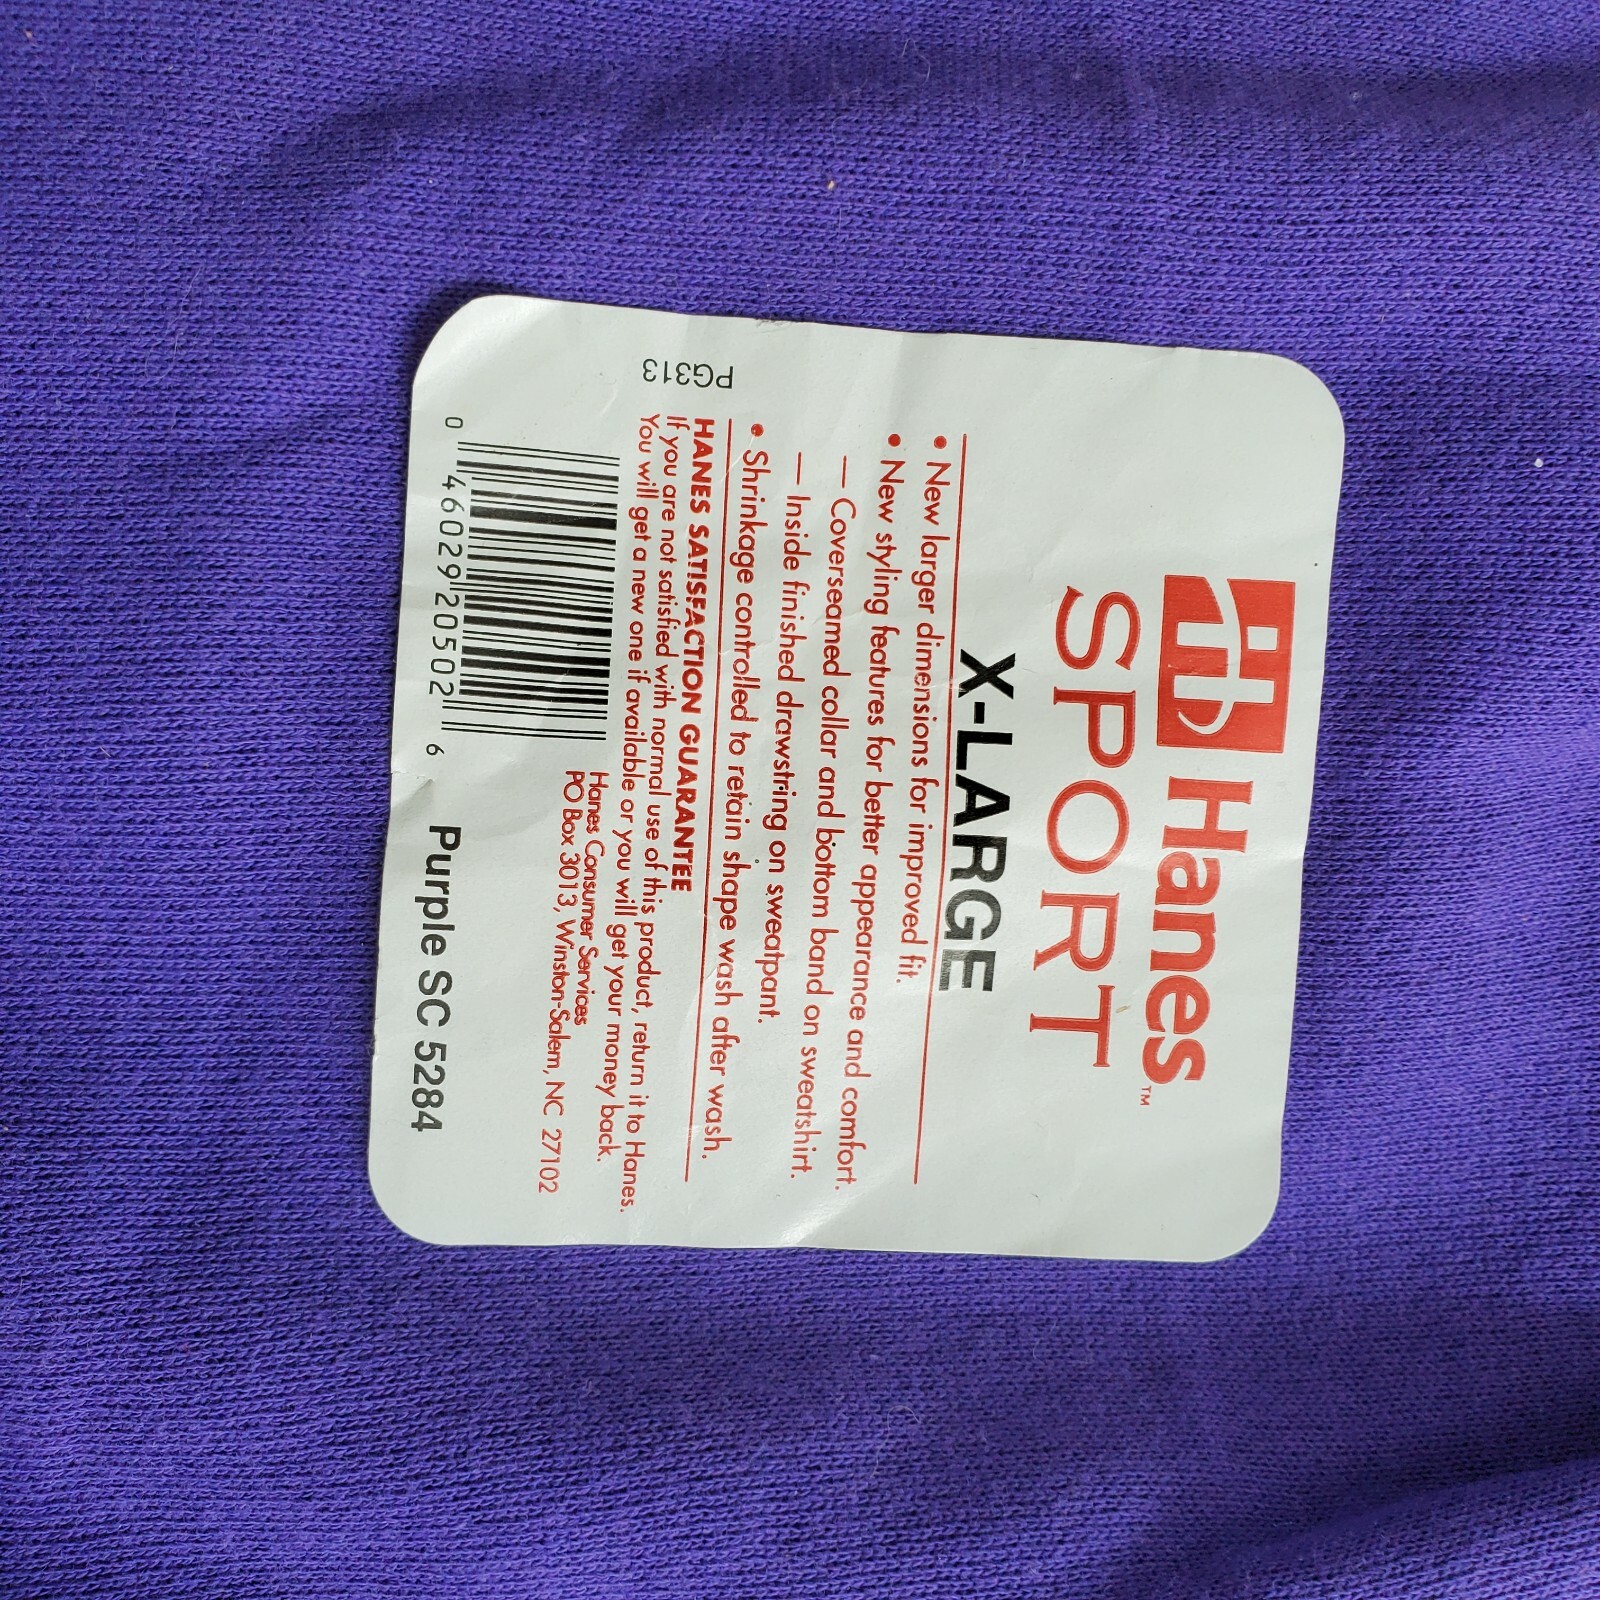 Hanes™
SPORT
X-LARGE
• New larger dimensions for improved fit.
• New styling features for better appearance and comfort.
— Coverseamed collar and bottom band on sweatshirt.
— Inside finished drawstring on sweatpant.
• Shrinkage controlled to retain shape wash after wash.
HANES SATISFACTION GUARANTEE
If you are not satisfied with normal use of this product, return it to Hanes.
You will get a new one if available or you will get your money back.
Hanes Consumer Services
PO Box 3013, Winston-Salem, NC 27102
PG313
0 46029 20502 6
Purple SC 5284